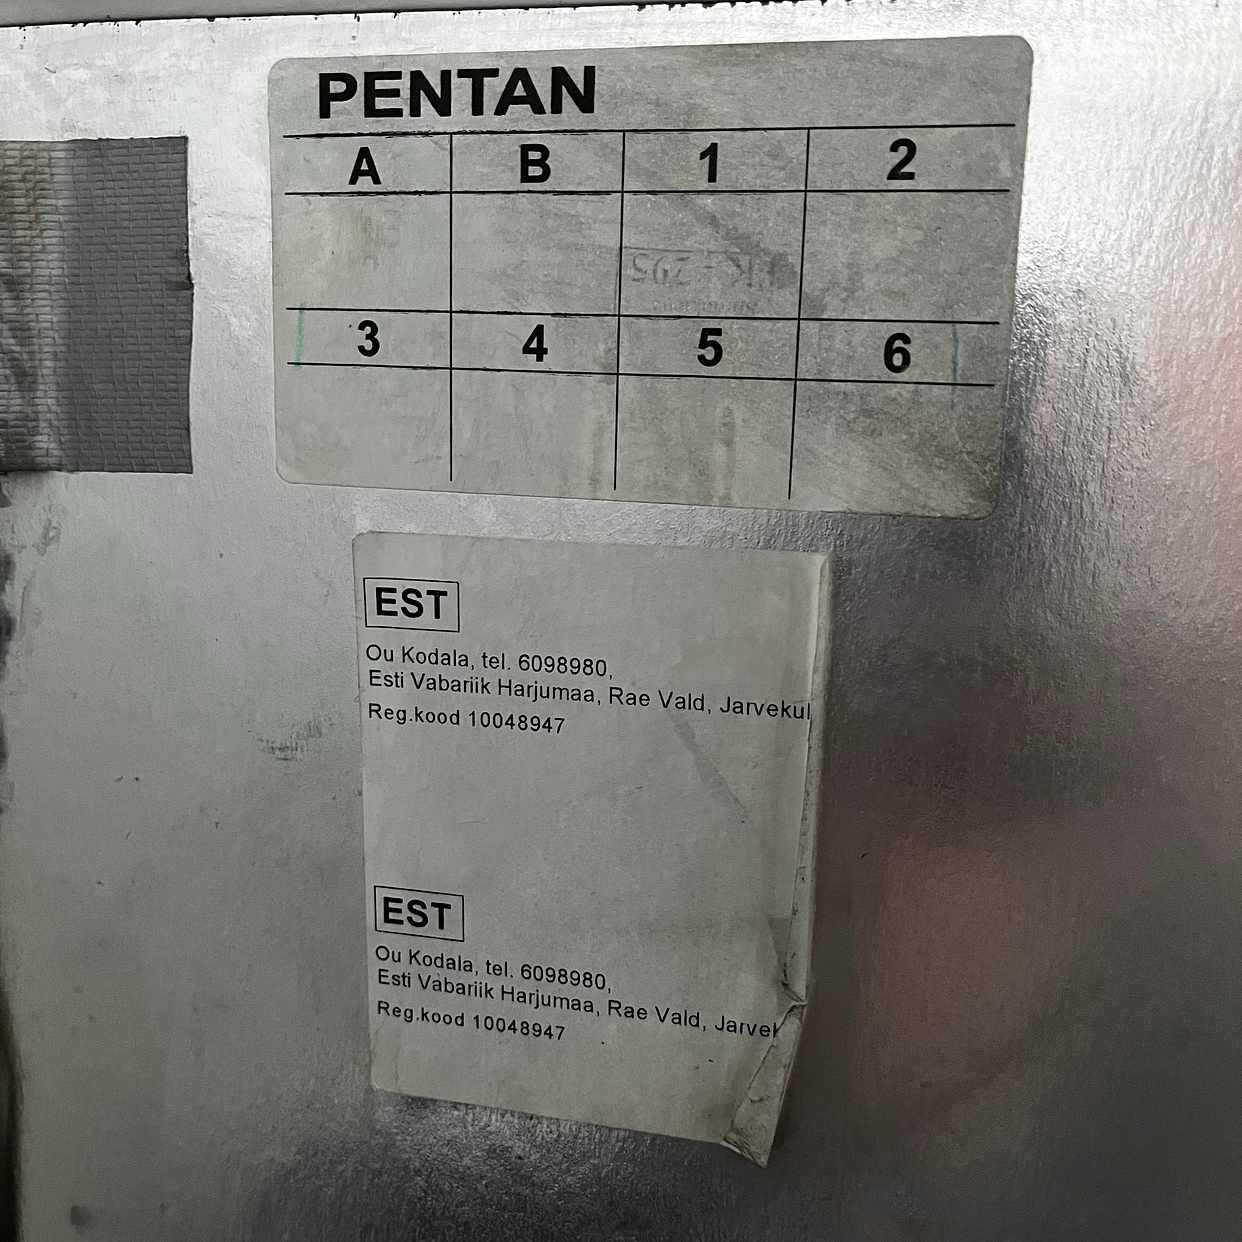 PENTAN
A B 1 2
3 4 5 6
EST
Ou Kodala, tel. 6098980,
Esti Vabariik Harjumaa, Rae Vald, Jarvekul
Reg.kood 10048947
EST
Ou Kodala, tel. 6098980,
Esti Vabariik Harjumaa, Rae Vald, Jarvek
Reg.kood 10048947